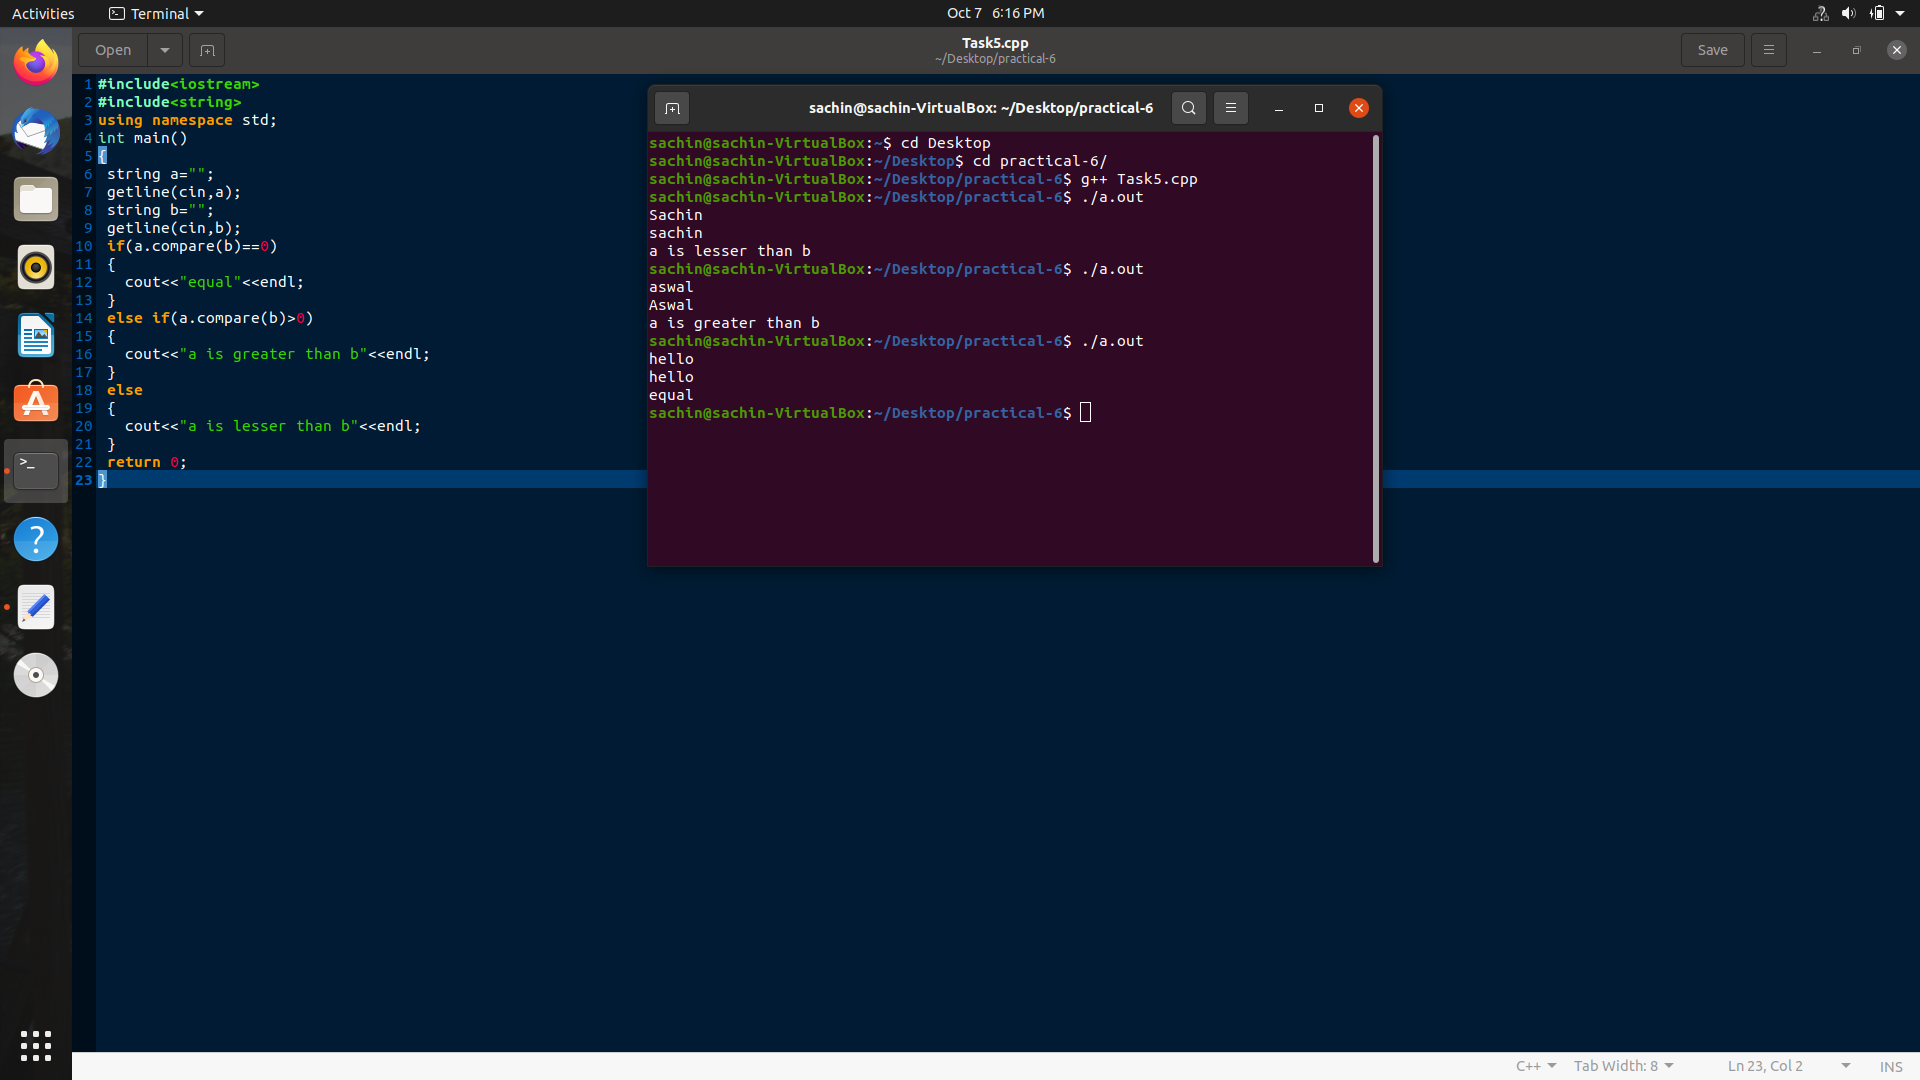 Activities
Terminal
Oct 7 6:16 PM
Open
Task5.cpp
~/Desktop/practical-6
Save
1 #include<iostream>
2 #include<string>
3 using namespace std;
4 int main()
5 {
6 string a="";
7 getline(cin,a);
8 string b="";
9 getline(cin,b);
10 if(a.compare(b)==0)
11 {
12 cout<<"equal"<<endl;
13 }
14 else if(a.compare(b)>0)
15 {
16 cout<<"a is greater than b"<<endl;
17 }
18 else
19 {
20 cout<<"a is lesser than b"<<endl;
21 }
22 return 0;
23 }
sachin@sachin-VirtualBox: ~/Desktop/practical-6
sachin@sachin-VirtualBox:~$ cd Desktop
sachin@sachin-VirtualBox:~/Desktop$ cd practical-6/
sachin@sachin-VirtualBox:~/Desktop/practical-6$ g++ Task5.cpp
sachin@sachin-VirtualBox:~/Desktop/practical-6$ ./a.out
Sachin
sachin
a is lesser than b
sachin@sachin-VirtualBox:~/Desktop/practical-6$ ./a.out
aswal
Aswal
a is greater than b
sachin@sachin-VirtualBox:~/Desktop/practical-6$ ./a.out
hello
hello
equal
sachin@sachin-VirtualBox:~/Desktop/practical-6$
C++
Tab Width: 8
Ln 23, Col 2
INS